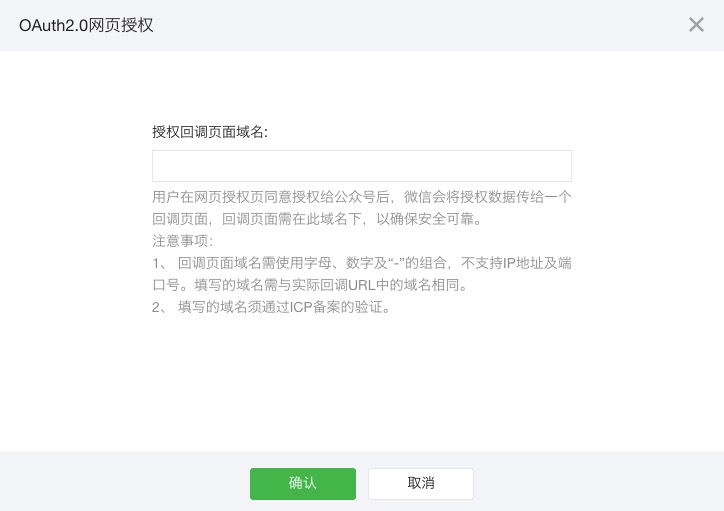 OAuth2.0网页授权
授权回调页面域名:
用户在网页授权页同意授权给公众号后，微信会将授权数据传给一个
回调页面，回调页面需在此域名下，以确保安全可靠。
注意事项:
1、 回调页面域名需使用字母、数字及“-”的组合，不支持IP地址及端
口号。填写的域名需与实际回调URL中的域名相同。
2、 填写的域名须通过ICP备案的验证。
确认
取消